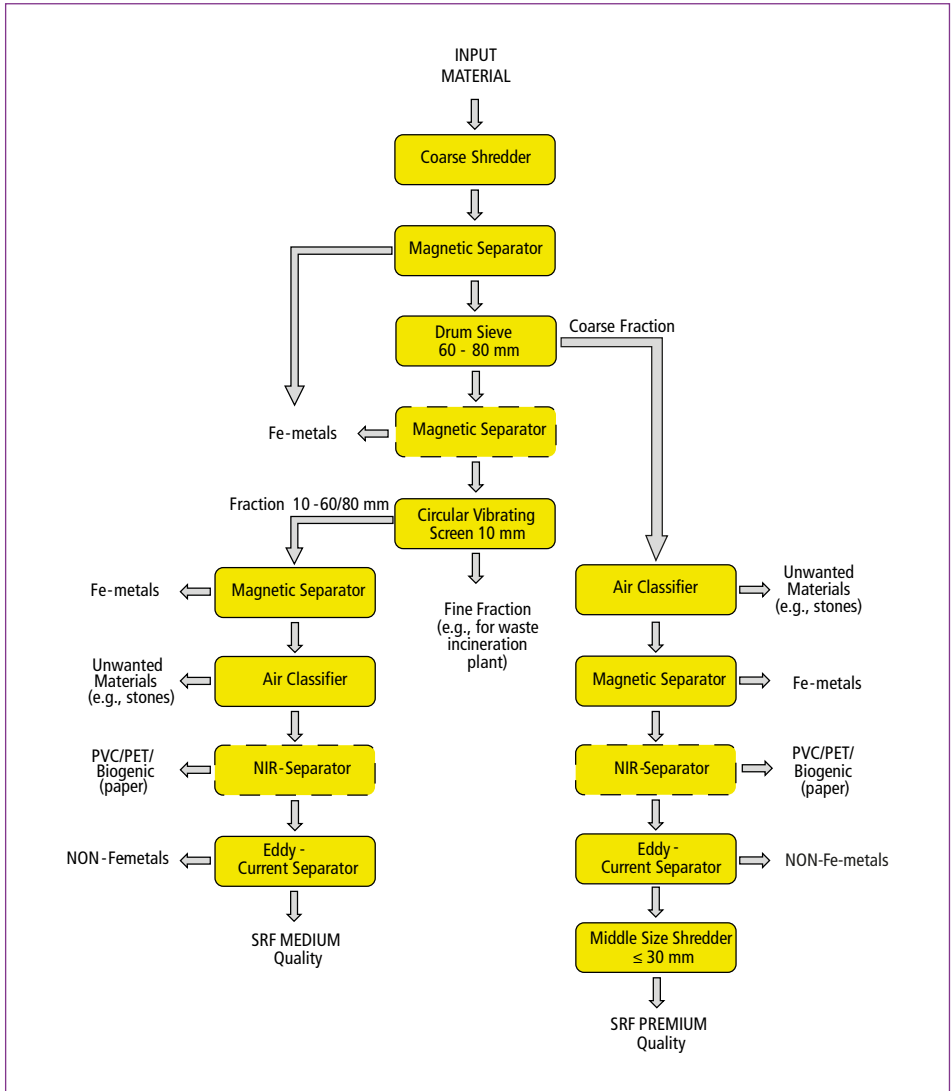 INPUT
MATERIAL
Coarse Shredder
Magnetic Separator
Drum Sieve
60 - 80 mm
Coarse Fraction
Fe-metals
Magnetic Separator
Fraction 10 -60/80 mm
Circular Vibrating
Screen 10 mm
Fe-metals
Magnetic Separator
Fine Fraction
(e.g., for waste
incineration
plant)
Unwanted
Materials
(e.g., stones)
Air Classifier
PVC/PET/
Biogenic
(paper)
NIR-Separator
NON-Femetals
Eddy -
Current Separator
SRF MEDIUM
Quality
Air Classifier
Unwanted
Materials
(e.g., stones)
Magnetic Separator
Fe-metals
NIR-Separator
PVC/PET/
Biogenic
(paper)
Eddy -
Current Separator
NON-Fe-metals
Middle Size Shredder
≤ 30 mm
SRF PREMIUM
Quality